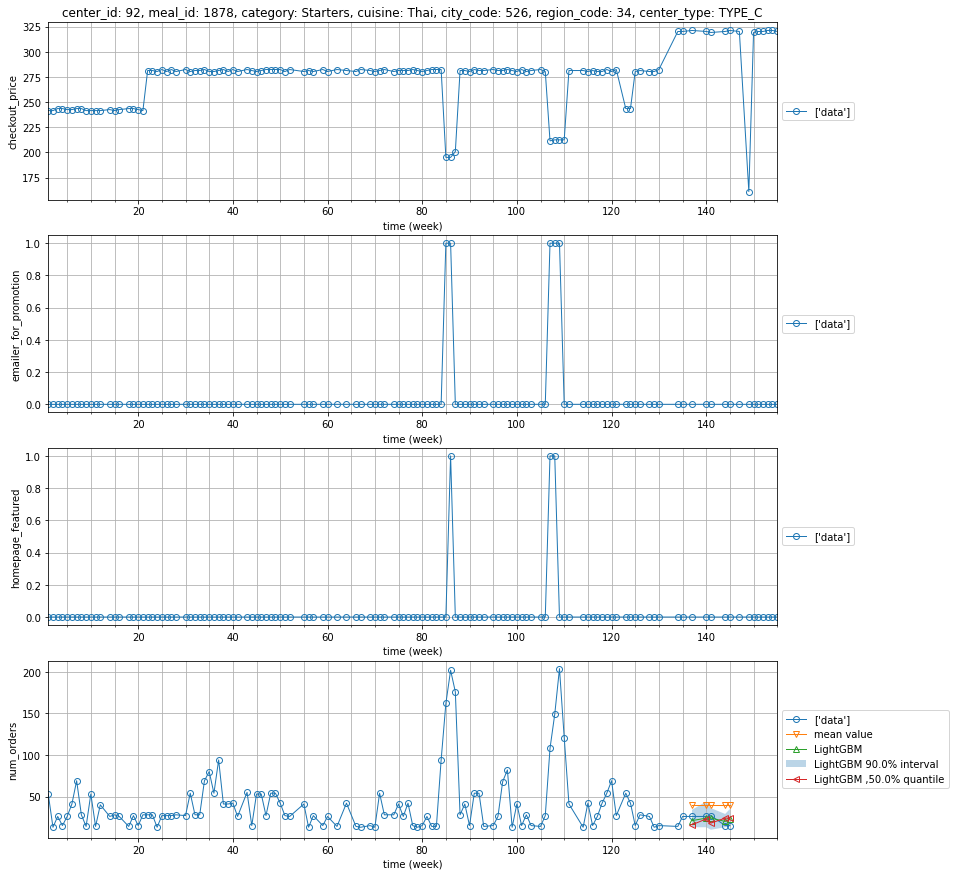 center_id: 92, meal_id: 1878, category: Starters, cuisine: Thai, city_code: 526, region_code: 34, center_type: TYPE_C
325
300
275
250
225
200
175
checkout_price
['data']
20 40 60 80 100 120 140
time (week)
1.0
0.8
0.6
0.4
0.2
0.0
emailer_for_promotion
['data']
20 40 60 80 100 120 140
time (week)
1.0
0.8
0.6
0.4
0.2
0.0
homepage_featured
['data']
20 40 60 80 100 120 140
time (week)
200
150
100
50
num_orders
['data']
mean value
LightGBM
LightGBM 90.0% interval
LightGBM ,50.0% quantile
20 40 60 80 100 120 140
time (week)